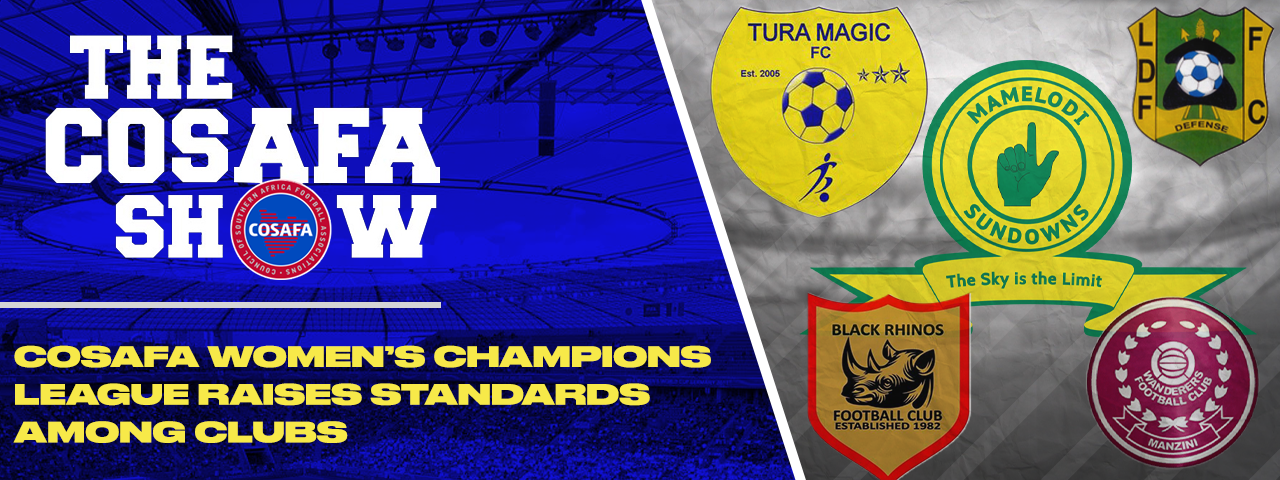 THE
COSAFA
SHOW
COUNCIL OF SOUTHERN AFRICA FOOTBALL ASSOCIATIONS
COSAFA
COSAFA WOMEN'S CHAMPIONS
LEAGUE RAISES STANDARDS
AMONG CLUBS
TURA MAGIC
FC
Est. 2005
LDF
FC
DEFENSE
MAMELODI
SUNDOWNS
The Sky is the Limit
BLACK RHINOS
FOOTBALL CLUB
ESTABLISHED 1982
WANDERERS
FOOTBALL CLUB
MANZINI